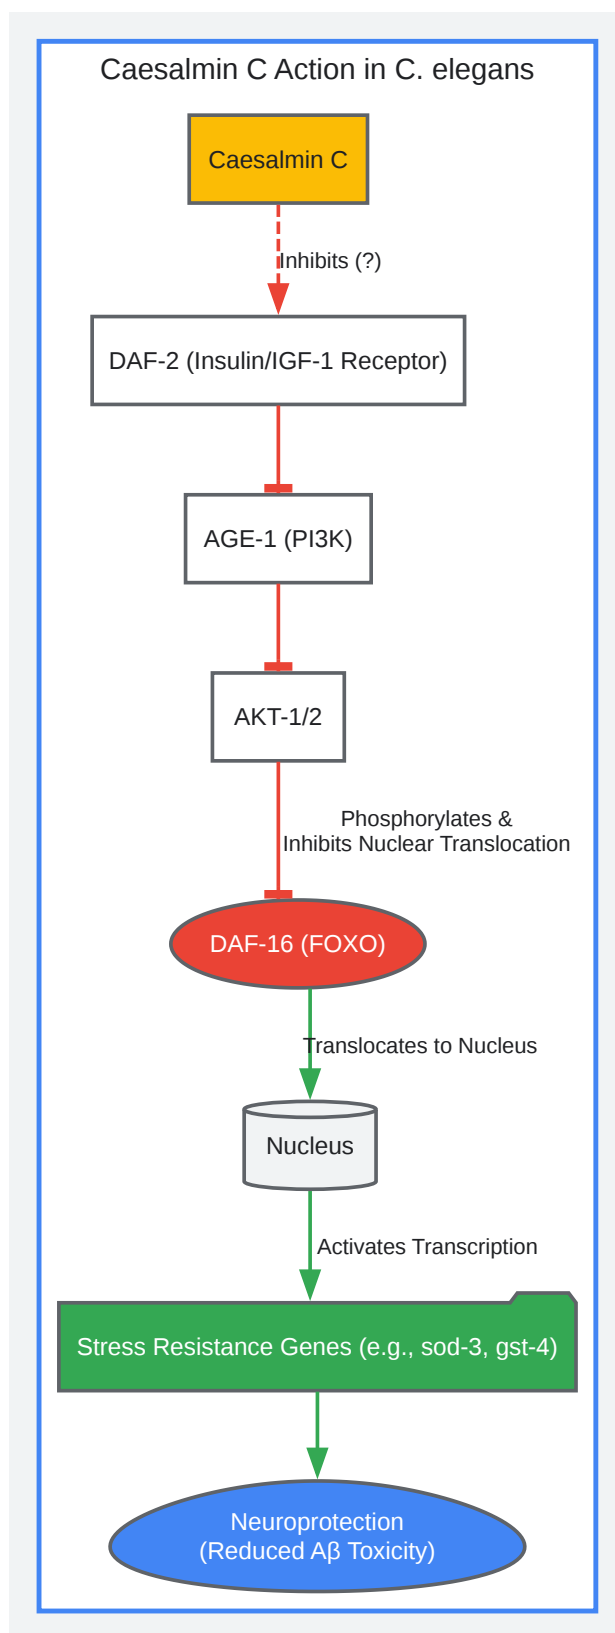 Caesalmin C Action in C. elegans
Caesalmin C
Inhibits (?)
DAF-2 (Insulin/IGF-1 Receptor)
AGE-1 (PI3K)
AKT-1/2
Phosphorylates &
Inhibits Nuclear Translocation
DAF-16 (FOXO)
Translocates to Nucleus
Nucleus
Activates Transcription
Stress Resistance Genes (e.g., sod-3, gst-4)
Neuroprotection
(Reduced Aβ Toxicity)